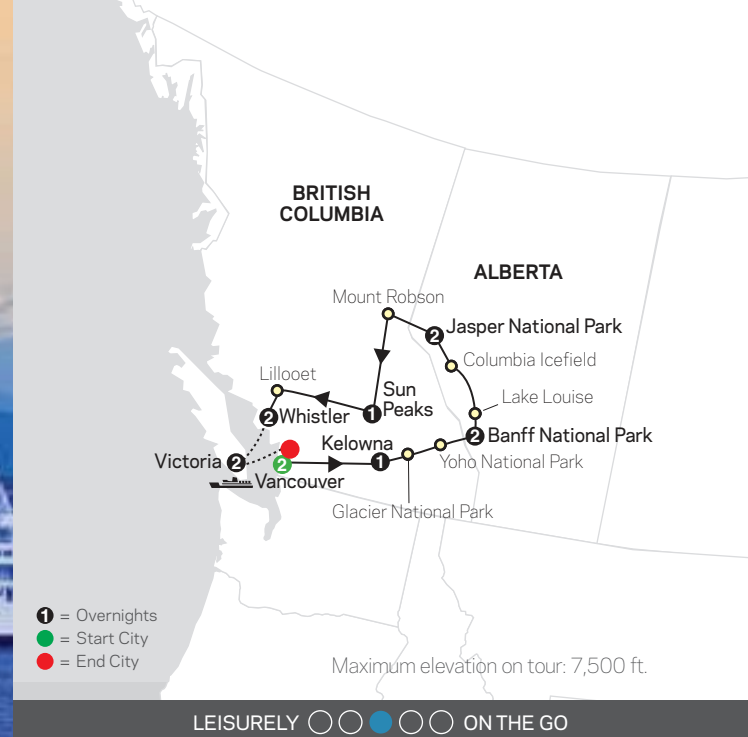 BRITISH
COLUMBIA
ALBERTA
Mount Robson
2 Jasper National Park
Columbia Icefield
Lillooet
Sun
Peaks
1
Lake Louise
2 Whistler
Kelowna
1
2 Banff National Park
Victoria 2
2
Vancouver
Yoho National Park
Glacier National Park
1 = Overnights
= Start City
= End City
Maximum elevation on tour: 7,500 ft.
LEISURELY ON THE GO